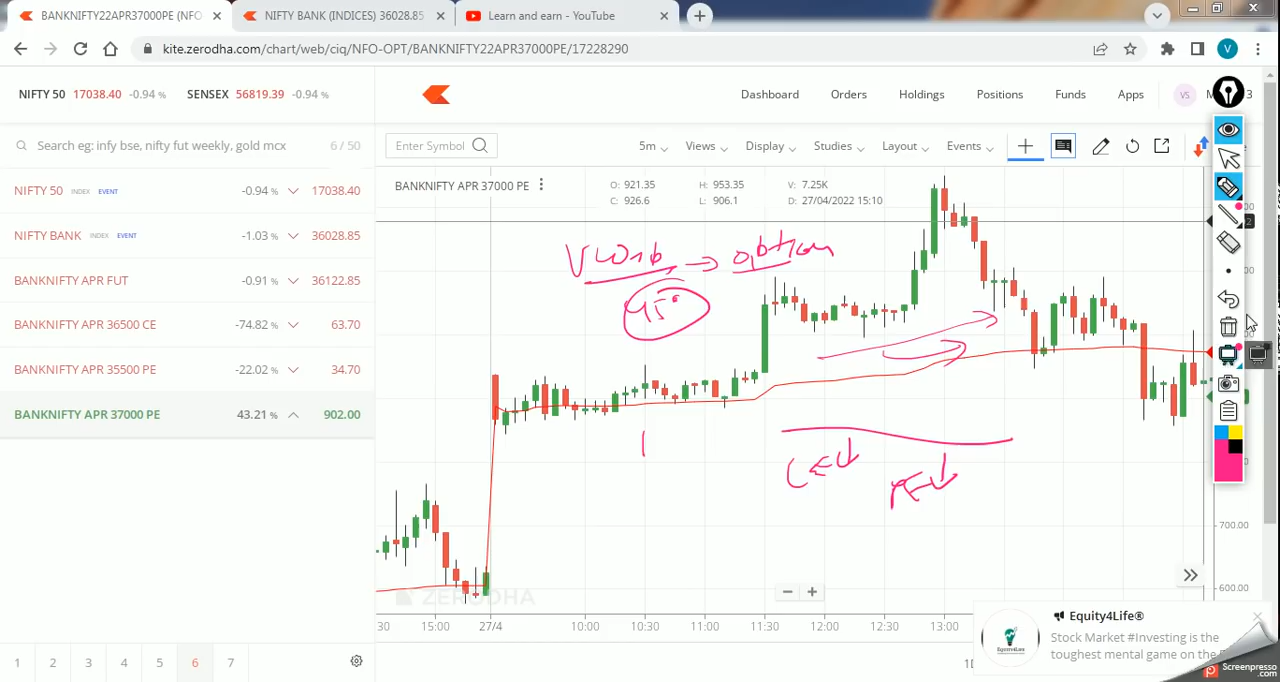 BANKNIFTY22APR37000PE (NFO
NIFTY BANK (INDICES) 36028.85
Learn and earn - YouTube
kite.zerodha.com/chart/web/ciq/NFO-OPT/BANKNIFTY22APR37000PE/17228290
V
NIFTY 50 17038.40 -0.94 %
SENSEX 56819.39 -0.94 %
Dashboard
Orders
Holdings
Positions
Funds
Apps
VS
Search eg: infy bse, nifty fut weekly, gold mcx
6 / 50
Enter Symbol
5m
Views
Display
Studies
Layout
Events
NIFTY 50 INDEX EVENT -0.94 % 17038.40
NIFTY BANK INDEX EVENT -1.03 % 36028.85
BANKNIFTY APR FUT -0.91 % 36122.85
BANKNIFTY APR 36500 CE -74.82 % 63.70
BANKNIFTY APR 35500 PE -22.02 % 34.70
BANKNIFTY APR 37000 PE 43.21 % 902.00
BANKNIFTY APR 37000 PE
O: 921.35 H: 953.35 V: 7.25K
C: 926.6 L: 906.1 D: 27/04/2022 15:10
option
45°
CE
PE
700.00
600.00
ZERODHA
30 15:00 27/4 10:00 10:30 11:00 11:30 12:00 12:30 13:00
1 2 3 4 5 6 7
Equity4Life®
Stock Market #Investing is the
toughest mental game on the
Screenpresso
.com